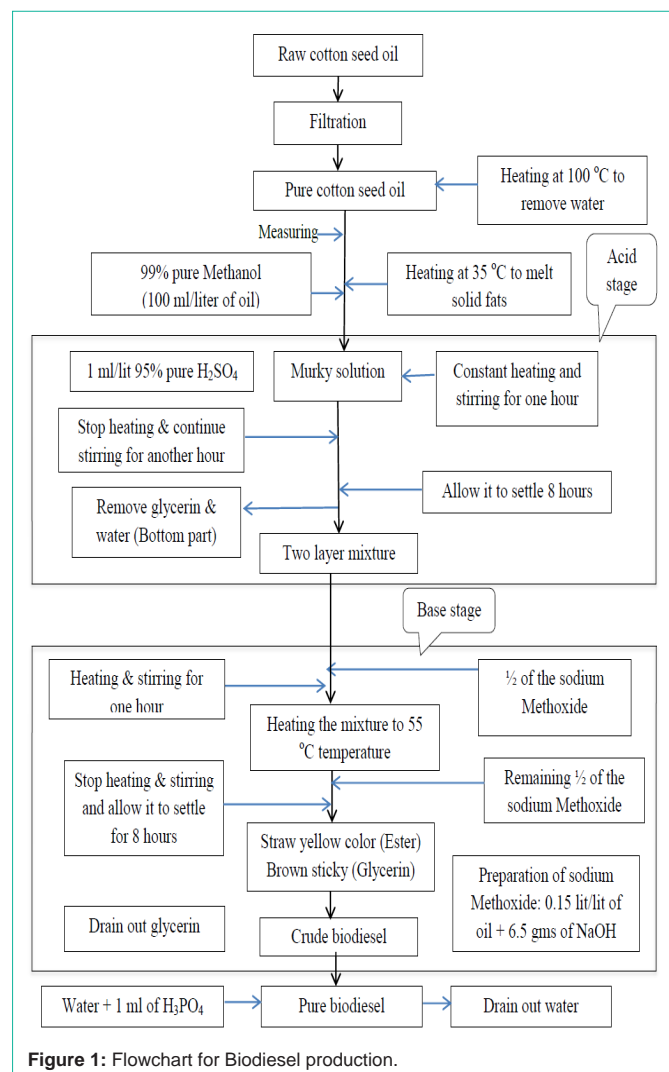 Raw cotton seed oil
Filtration
Pure cotton seed oil
Heating at 100 °C to
remove water
Measuring
99% pure Methanol
(100 ml/liter of oil)
Heating at 35 °C to melt
solid fats
Acid
stage
1 ml/lit 95% pure H₂SO₄
Murky solution
Constant heating and
stirring for one hour
Stop heating & continue
stirring for another hour
Allow it to settle 8 hours
Remove glycerin &
water (Bottom part)
Two layer mixture
Base stage
Heating & stirring for
one hour
½ of the sodium
Methoxide
Heating the mixture to 55
°C temperature
Stop heating & stirring
and allow it to settle
for 8 hours
Remaining ½ of the
sodium Methoxide
Straw yellow color (Ester)
Brown sticky (Glycerin)
Preparation of sodium
Methoxide: 0.15 lit/lit of
oil + 6.5 gms of NaOH
Drain out glycerin
Crude biodiesel
Water + 1 ml of H₃PO₄
Pure biodiesel
Drain out water
Figure 1: Flowchart for Biodiesel production.